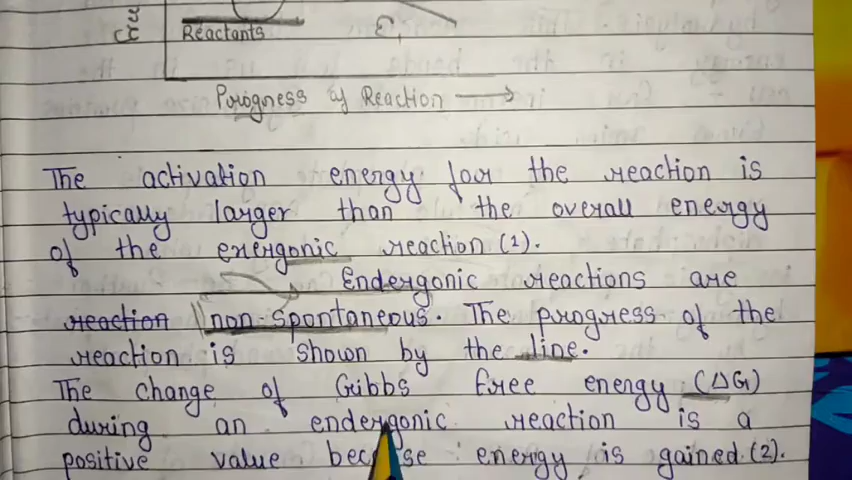 Reactants
Progress of Reaction
The activation energy for the reaction is
typically larger than the overall energy
of the exergonic reaction (1).
Endergonic reactions are
reaction non-spontaneous. The progress of the
reaction is shown by the line.
The change of Gibbs free energy (ΔG)
during an endergonic reaction is a
positive value because energy is gained (2).